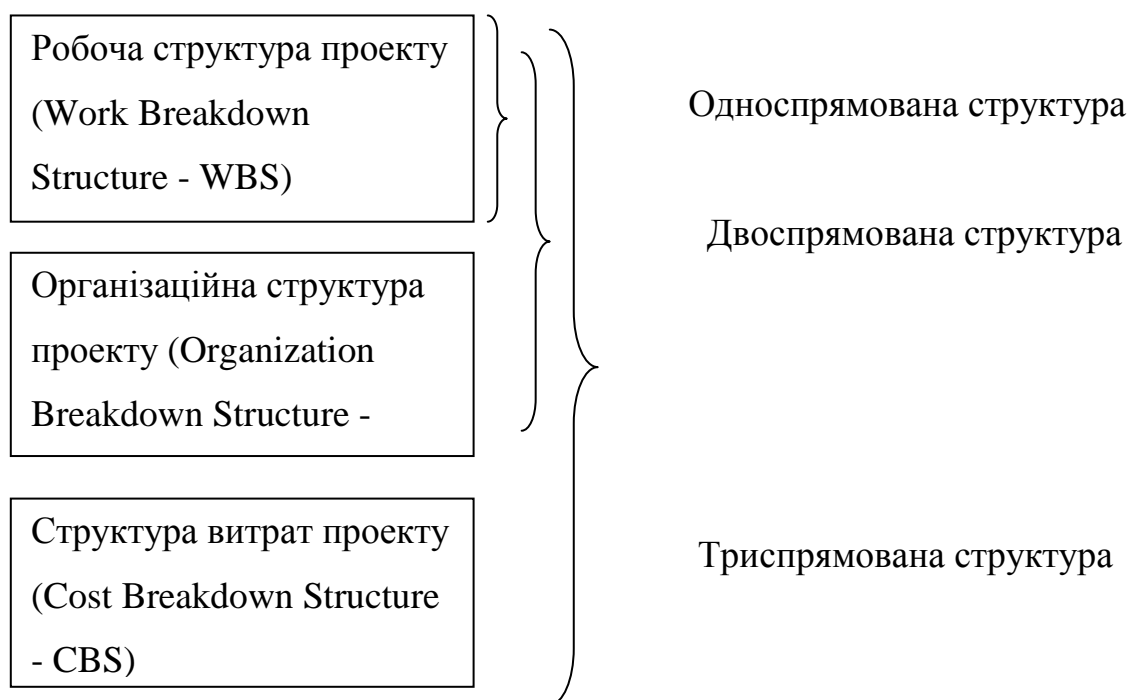 Робоча структура проекту
(Work Breakdown
Structure - WBS)
Односпрямована структура
Двоспрямована структура
Організаційна структура
проекту (Organization
Breakdown Structure -
Структура витрат проекту
(Cost Breakdown Structure
- CBS)
Триспрямована структура